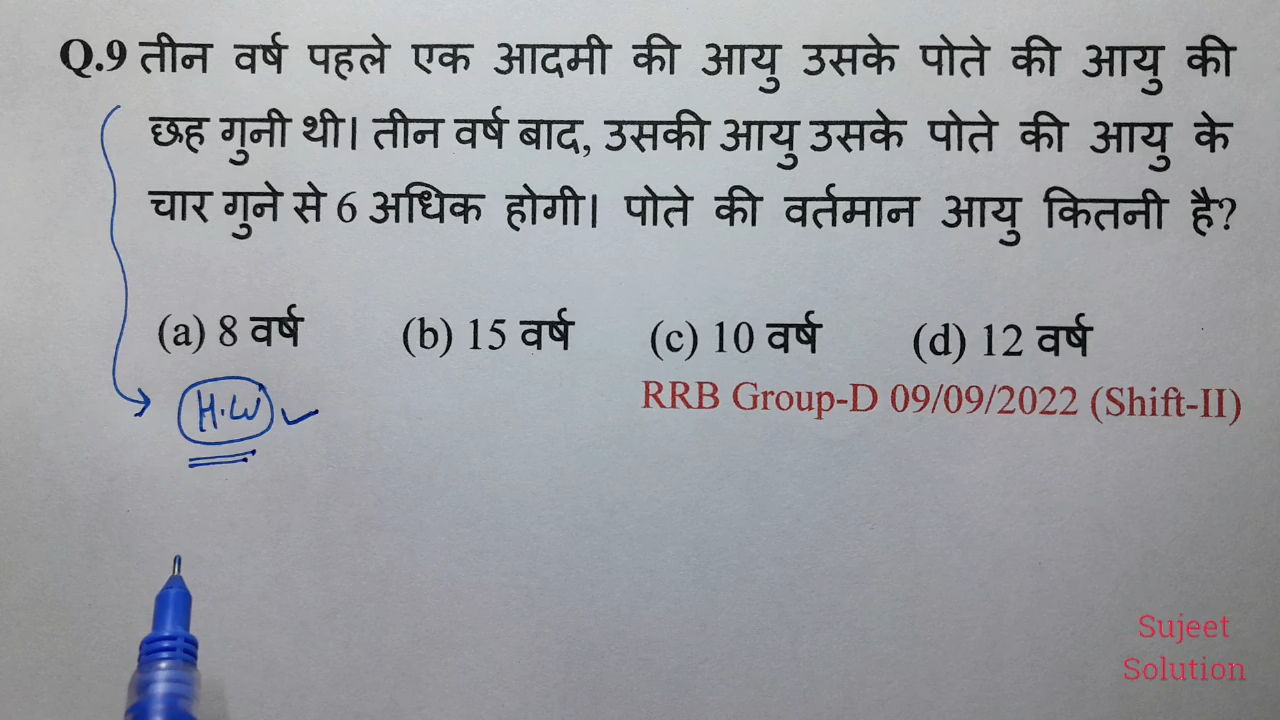 Q.9 तीन वर्ष पहले एक आदमी की आयु उसके पोते की आयु की
छह गुनी थी। तीन वर्ष बाद, उसकी आयु उसके पोते की आयु के
चार गुने से 6 अधिक होगी। पोते की वर्तमान आयु कितनी है?
(a) 8 वर्ष (b) 15 वर्ष (c) 10 वर्ष (d) 12 वर्ष
RRB Group-D 09/09/2022 (Shift-II)
H.W
Sujeet
Solution